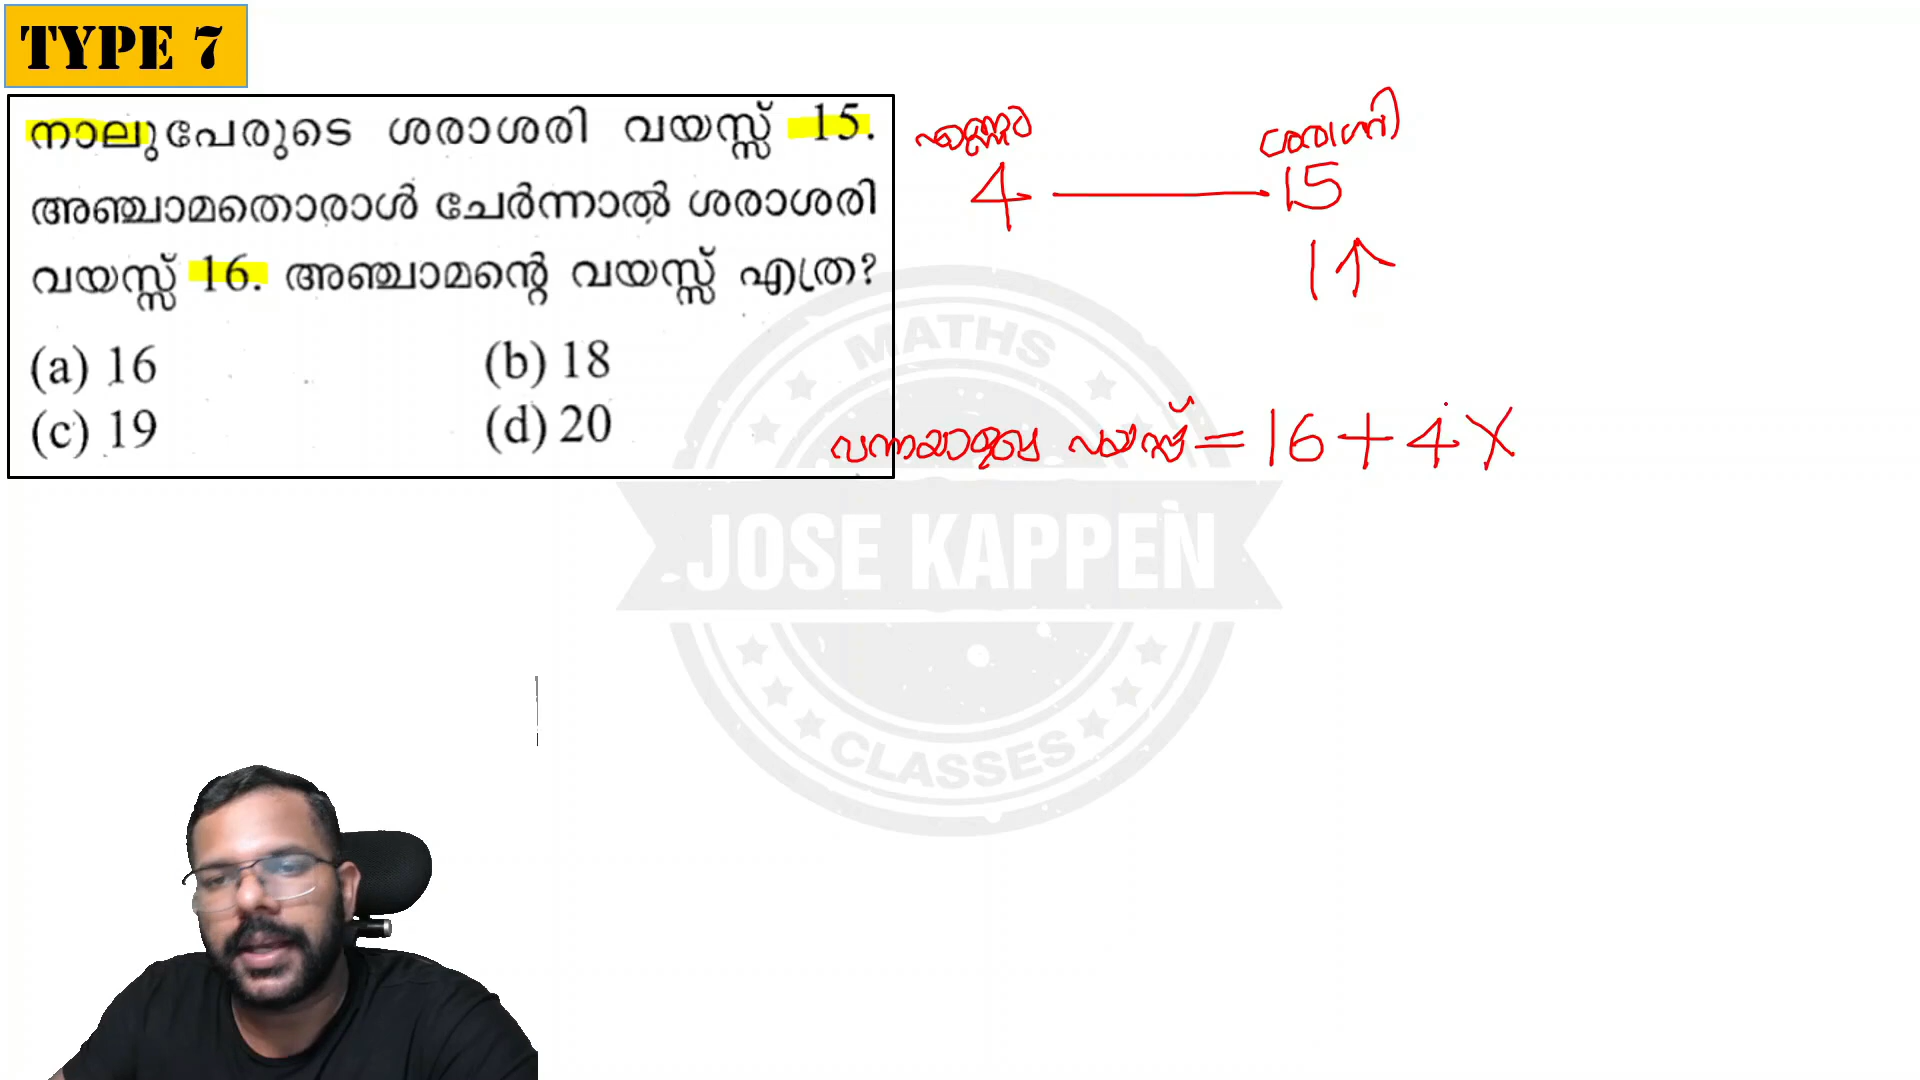 TYPE 7
നാലുപേരുടെ ശരാശരി വയസ്സ് 15.
അഞ്ചാമതൊരാൾ ചേർന്നാൽ ശരാശരി
വയസ്സ് 16. അഞ്ചാമന്റെ വയസ്സ് എത്ര?
(a) 16 (b) 18
(c) 19 (d) 20
എണ്ണം ശരാശരി
4 15
1↑
വന്നയാളുടെ വയസ്സ് = 16 + 4 X
MATHS
JOSE KAPPEN
CLASSES